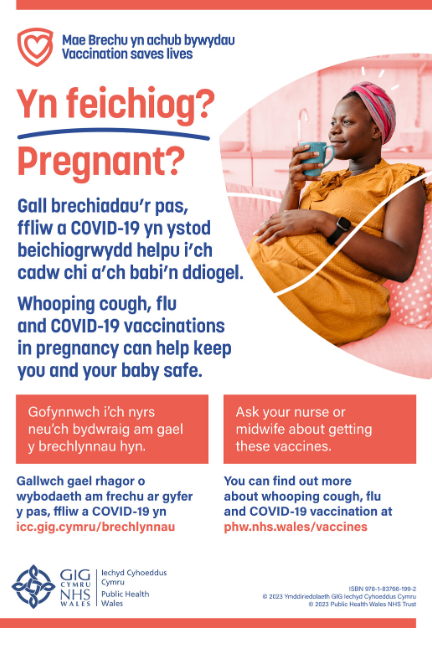 Mae Brechu yn achub bywydau
Vaccination saves lives
Yn feichiog?
Pregnant?
Gall brechiadau'r pas,
ffliw a COVID-19 yn ystod
beichiogrwydd helpu i'ch
cadw chi a'ch babi'n ddiogel.
Whooping cough, flu
and COVID-19 vaccinations
in pregnancy can help keep
you and your baby safe.
Gofynnwch i'ch nyrs
neu'ch bydwraig am gael
y brechlynnau hyn.
Ask your nurse or
midwife about getting
these vaccines.
Gallwch gael rhagor o
wybodaeth am frechu ar gyfer
y pas, ffliw a COVID-19 yn
icc.gig.cymru/brechlynnau
You can find out more
about whooping cough, flu
and COVID-19 vaccination at
phw.nhs.wales/vaccines
GIG
CYMRU
NHS
WALES
Iechyd Cyhoeddus
Cymru
Public Health
Wales
ISBN 978-1-83766-199-2
© 2023 Ymddiriedolaeth GIG Iechyd Cyhoeddus Cymru
© 2023 Public Health Wales NHS Trust